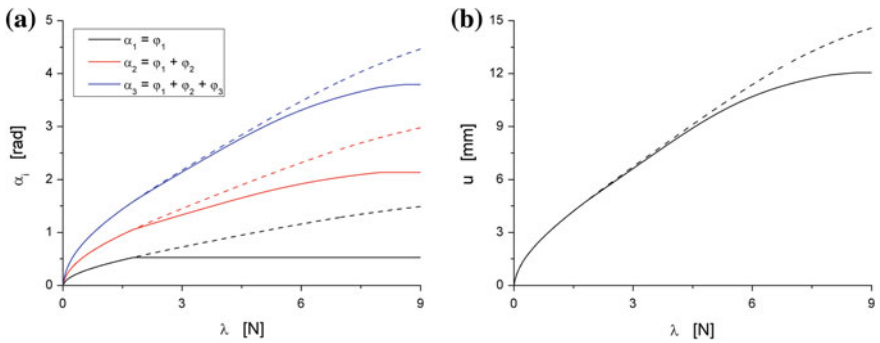 (a)
α₁ = φ₁
α₂ = φ₁ + φ₂
α₃ = φ₁ + φ₂ + φ₃
5
4
3
2
1
0
αᵢ [rad]
0 3 6 9
λ [N]
(b)
15
12
9
6
3
0
u [mm]
0 3 6 9
λ [N]